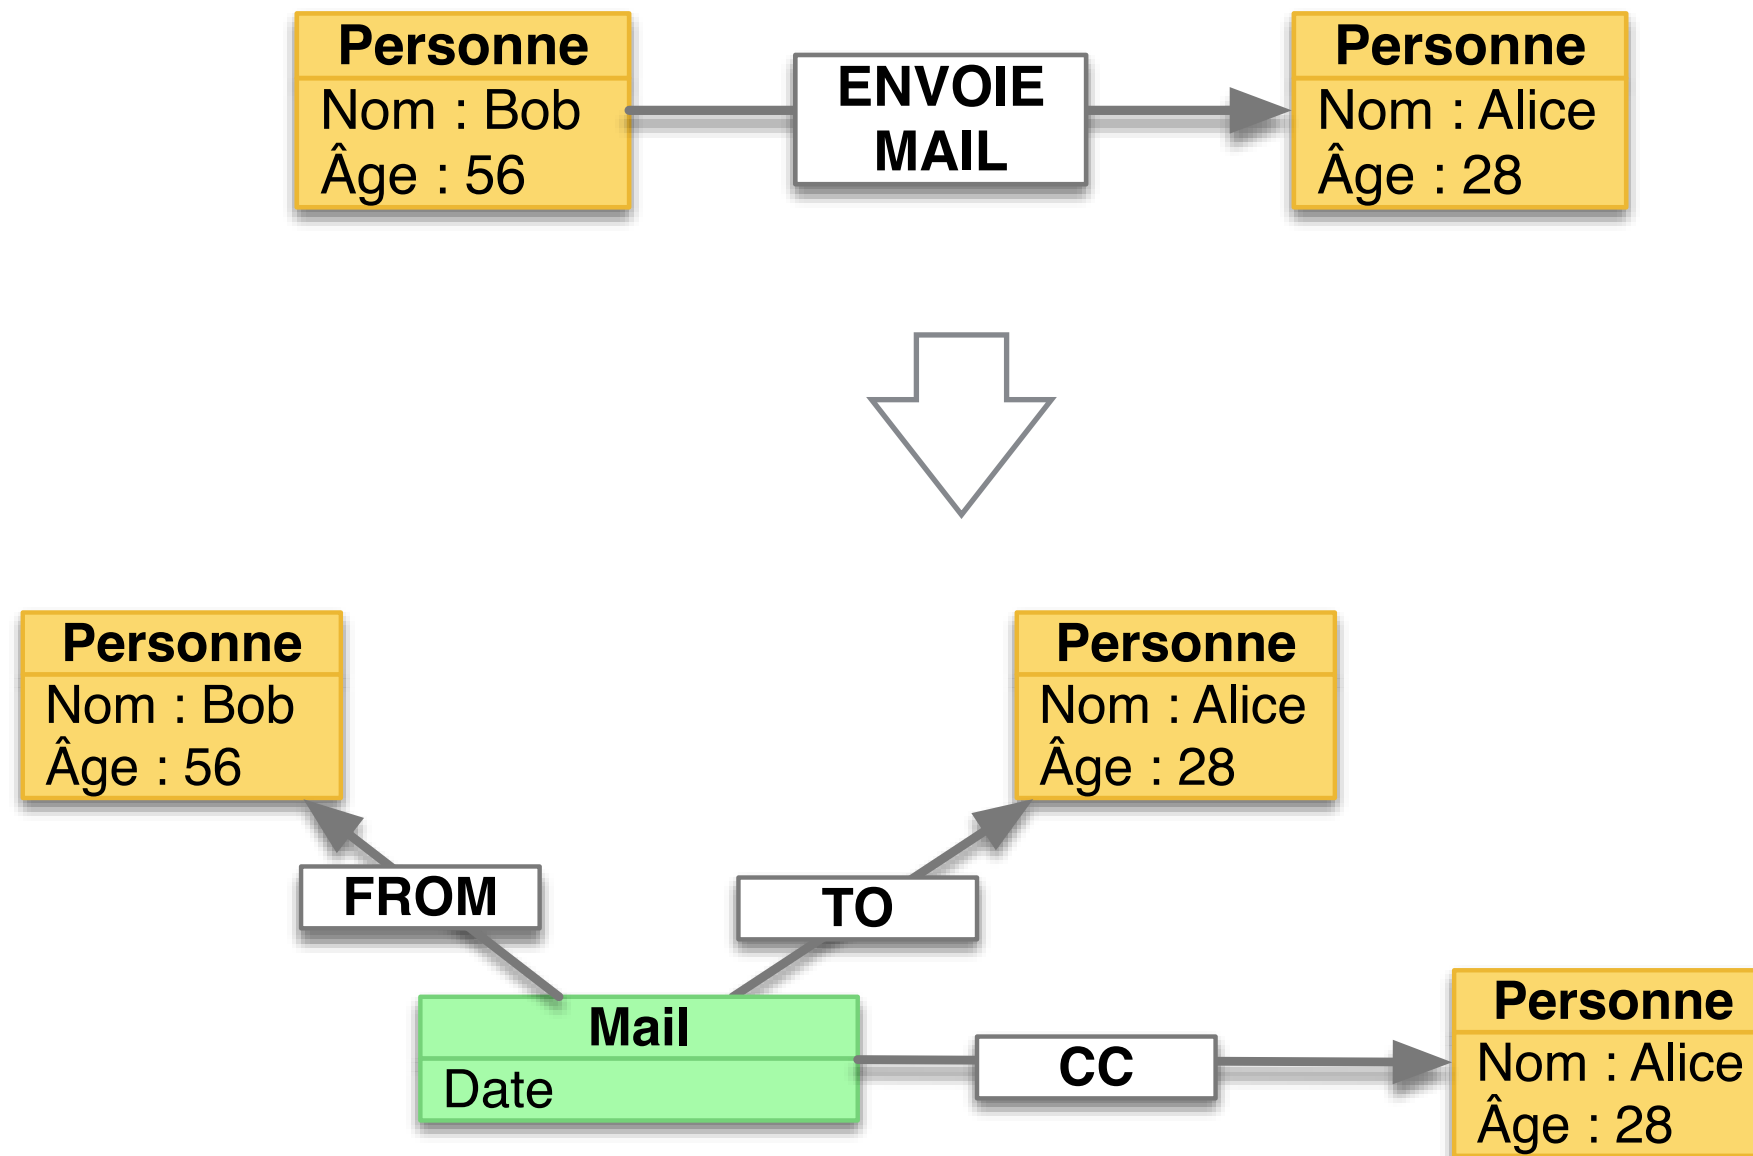 Personne
Nom : Bob
Âge : 56
ENVOIE
MAIL
Personne
Nom : Alice
Âge : 28
Personne
Nom : Bob
Âge : 56
Personne
Nom : Alice
Âge : 28
FROM
TO
Mail
Date
CC
Personne
Nom : Alice
Âge : 28